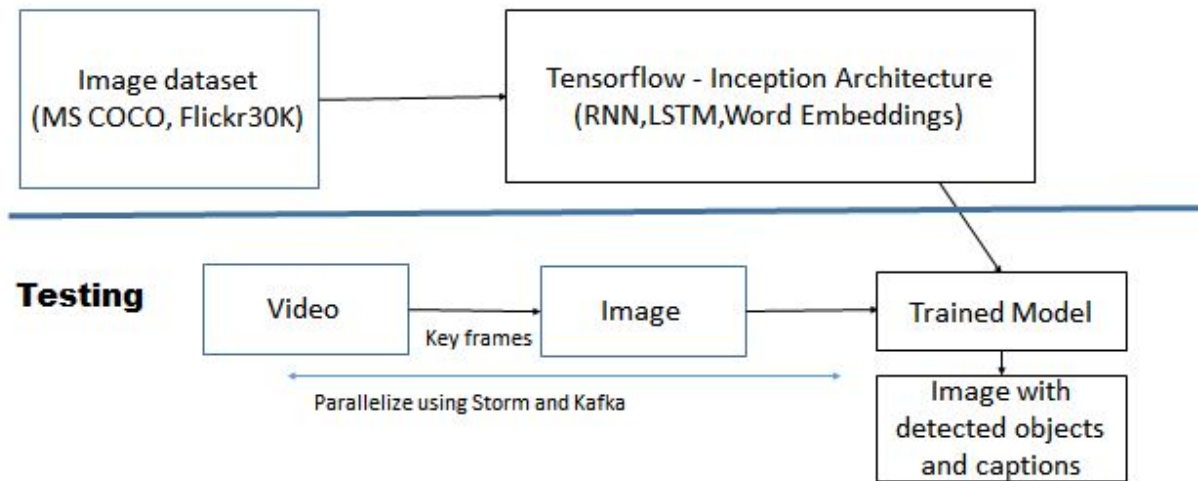 Image dataset
(MS COCO, Flickr30K)
Tensorflow - Inception Architecture
(RNN,LSTM,Word Embeddings)
Testing
Video
Key frames
Image
Trained Model
Parallelize using Storm and Kafka
Image with
detected objects
and captions